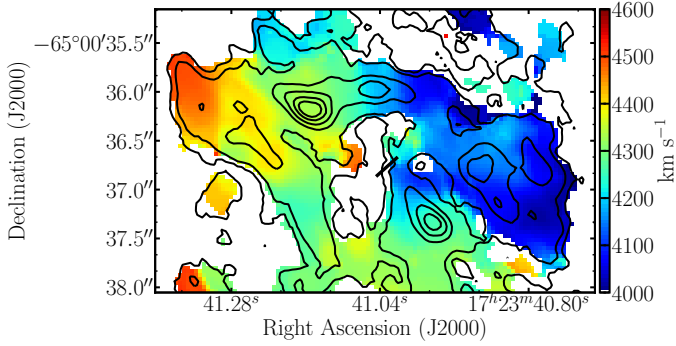 −65°00′35.5″
36.0″
36.5″
37.0″
37.5″
38.0″
Declination (J2000)
41.28ˢ
41.04ˢ
17ʰ23ᵐ40.80ˢ
Right Ascension (J2000)
4600
4500
4400
4300
4200
4100
4000
km s⁻¹